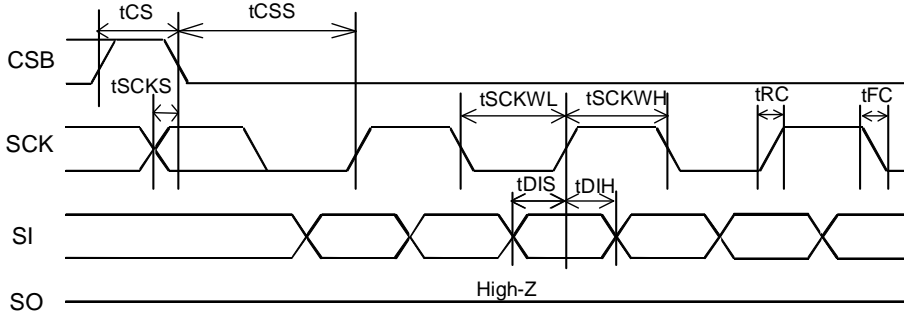 tCS
tCSS
CSB
tSCKS
tSCKWL
tSCKWH
tRC
tFC
SCK
tDIS
tDIH
SI
High-Z
SO